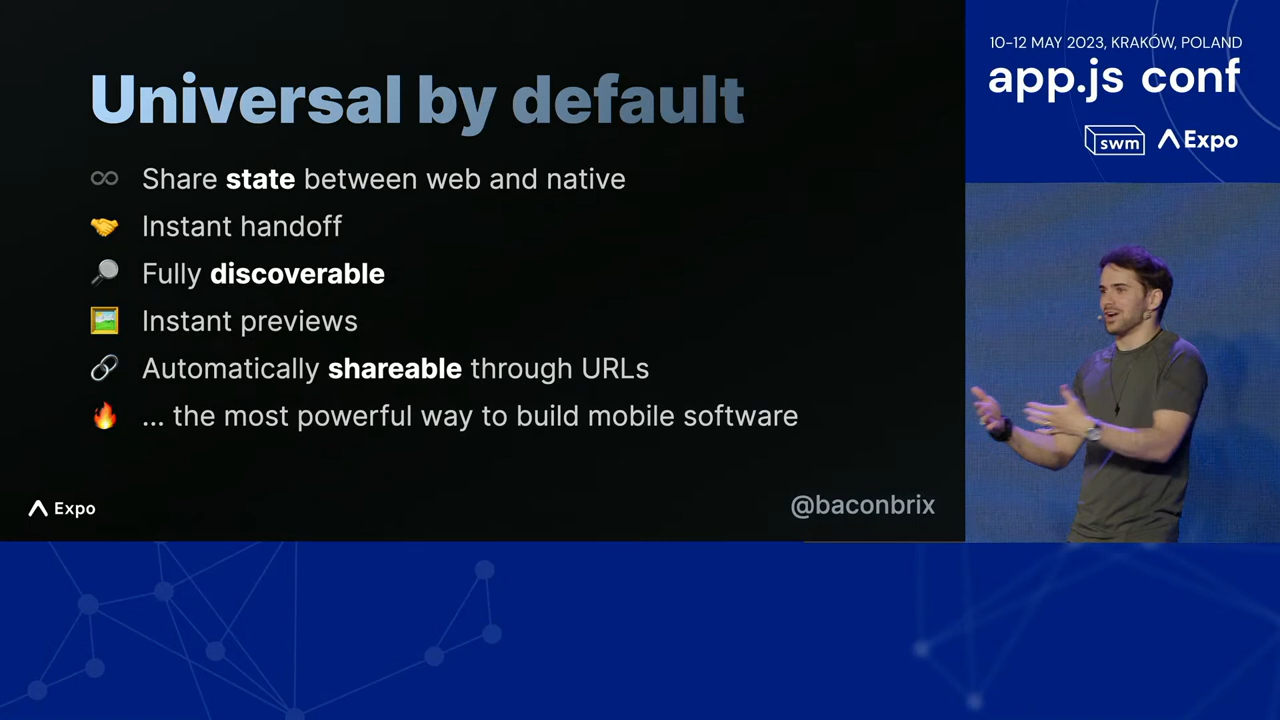 Universal by default
Share state between web and native
Instant handoff
Fully discoverable
Instant previews
Automatically shareable through URLs
... the most powerful way to build mobile software
Expo
@baconbrix
10-12 MAY 2023, KRAKÓW, POLAND
app.js conf
swm
Expo